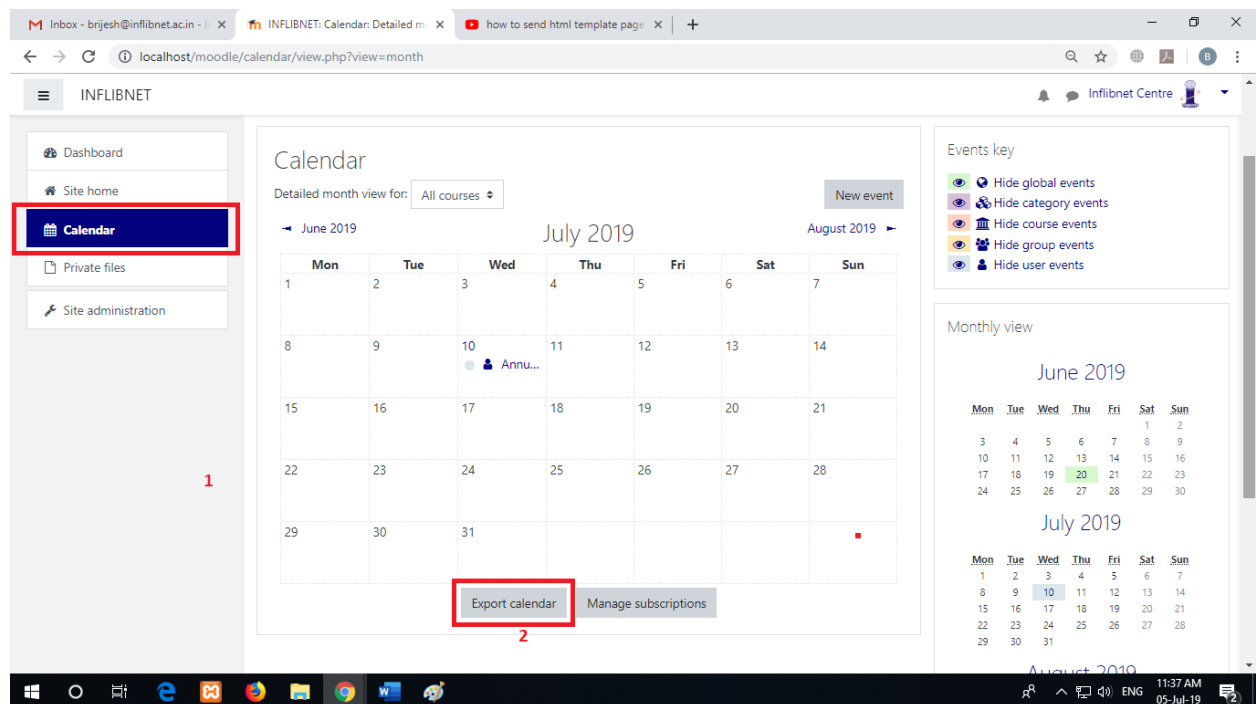 Inbox - brijesh@inflibnet.ac.in - I
INFLIBNET: Calendar: Detailed mo
how to send html template page
localhost/moodle/calendar/view.php?view=month
B
INFLIBNET
Inflibnet Centre
Dashboard
Site home
Calendar
Private files
Site administration
1
Calendar
Detailed month view for: All courses
New event
June 2019
July 2019
August 2019
Mon Tue Wed Thu Fri Sat Sun
1 2 3 4 5 6 7
8 9 10 11 12 13 14
Annu...
15 16 17 18 19 20 21
22 23 24 25 26 27 28
29 30 31
Export calendar Manage subscriptions
2
Events key
Hide global events
Hide category events
Hide course events
Hide group events
Hide user events
Monthly view
June 2019
Mon Tue Wed Thu Fri Sat Sun
1 2
3 4 5 6 7 8 9
10 11 12 13 14 15 16
17 18 19 20 21 22 23
24 25 26 27 28 29 30
July 2019
Mon Tue Wed Thu Fri Sat Sun
1 2 3 4 5 6 7
8 9 10 11 12 13 14
15 16 17 18 19 20 21
22 23 24 25 26 27 28
29 30 31
August 2019
ENG
11:37 AM
05-Jul-19
2